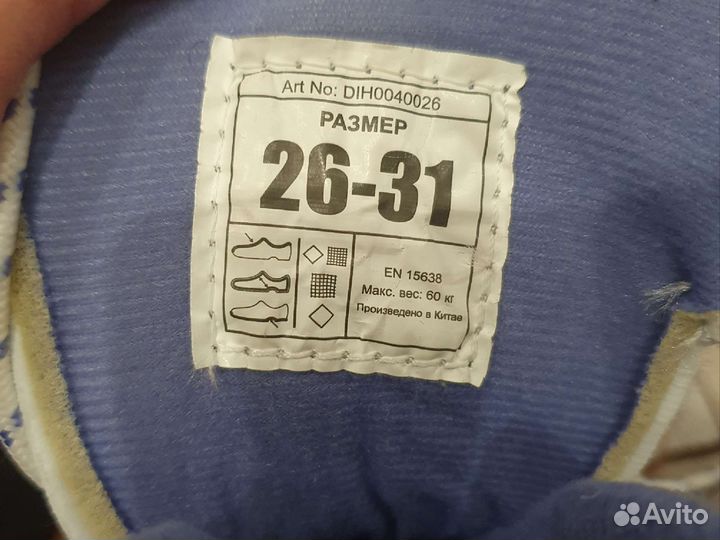 Art No: DIH0040026
РАЗМЕР
26-31
EN 15638
Макс. вес: 60 кг
Произведено в Китае
Avito